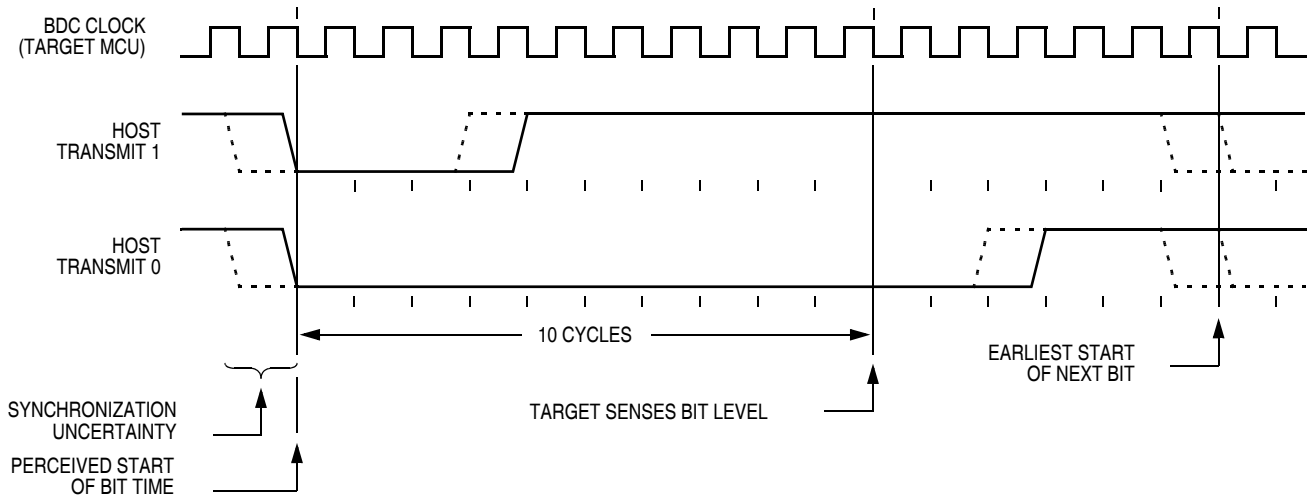 BDC CLOCK
(TARGET MCU)
HOST
TRANSMIT 1
HOST
TRANSMIT 0
10 CYCLES
EARLIEST START
OF NEXT BIT
SYNCHRONIZATION
UNCERTAINTY
TARGET SENSES BIT LEVEL
PERCEIVED START
OF BIT TIME